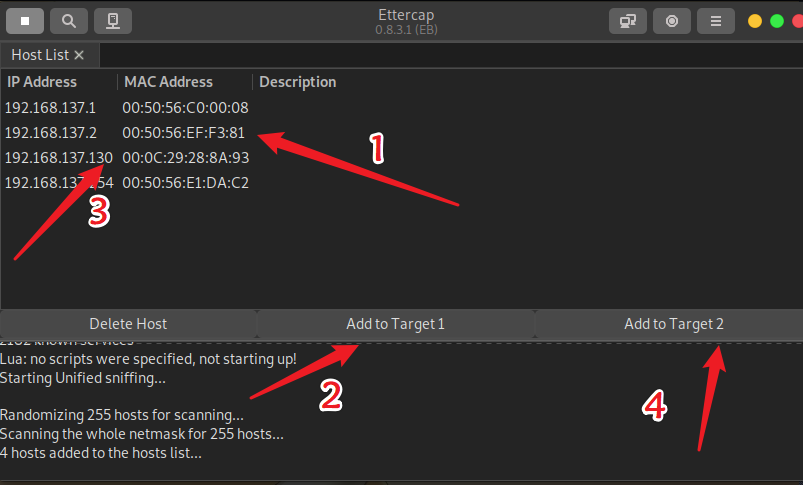 Ettercap
0.8.3.1 (EB)
Host List
IP Address MAC Address Description
192.168.137.1 00:50:56:C0:00:08
192.168.137.2 00:50:56:EF:F3:81
1
192.168.137.130 00:0C:29:28:8A:93
192.168.137.254 00:50:56:E1:DA:C2
3
Delete Host Add to Target 1 Add to Target 2
2182 known services
Lua: no scripts were specified, not starting up!
Starting Unified sniffing...
2
4
Randomizing 255 hosts for scanning...
Scanning the whole netmask for 255 hosts...
4 hosts added to the hosts list...